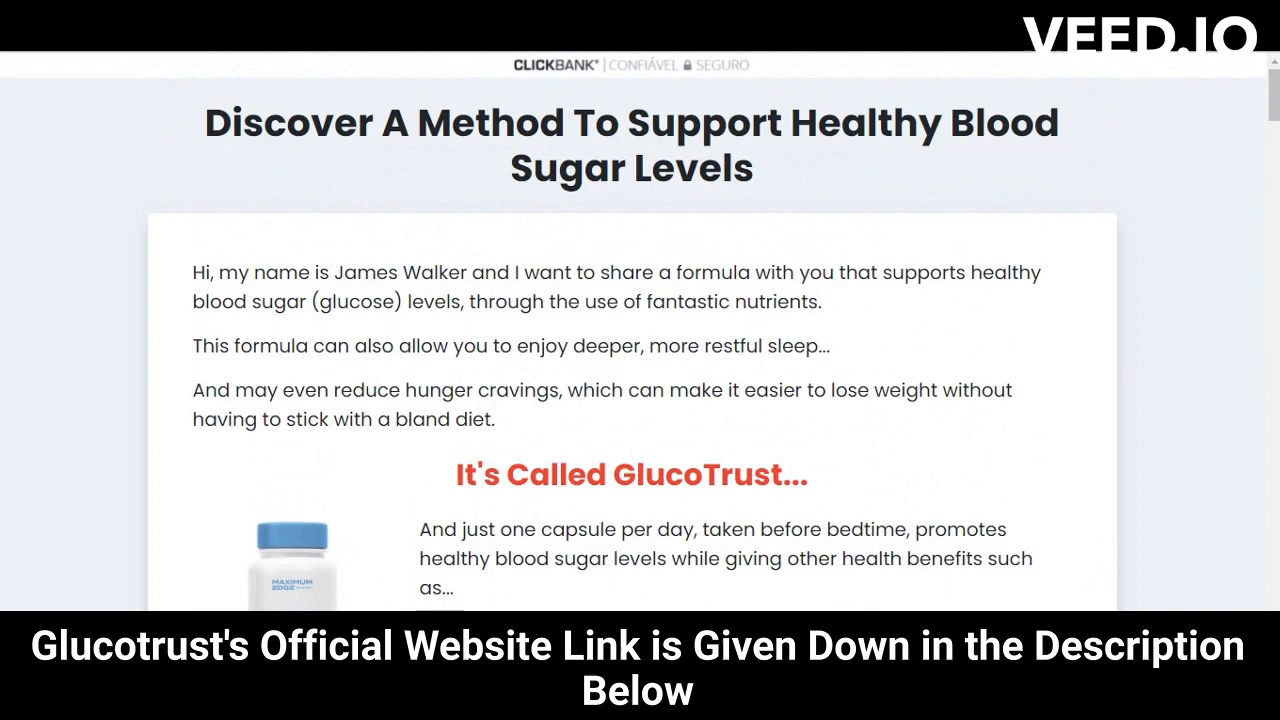 VEED.IO
CLICKBANK® | CONFIÁVEL SEGURO
Discover A Method To Support Healthy Blood
Sugar Levels
Hi, my name is James Walker and I want to share a formula with you that supports healthy
blood sugar (glucose) levels, through the use of fantastic nutrients.
This formula can also allow you to enjoy deeper, more restful sleep...
And may even reduce hunger cravings, which can make it easier to lose weight without
having to stick with a bland diet.
It's Called GlucoTrust...
And just one capsule per day, taken before bedtime, promotes
healthy blood sugar levels while giving other health benefits such
as...
MAXIMUM
EDGE
Glucotrust's Official Website Link is Given Down in the Description
Below